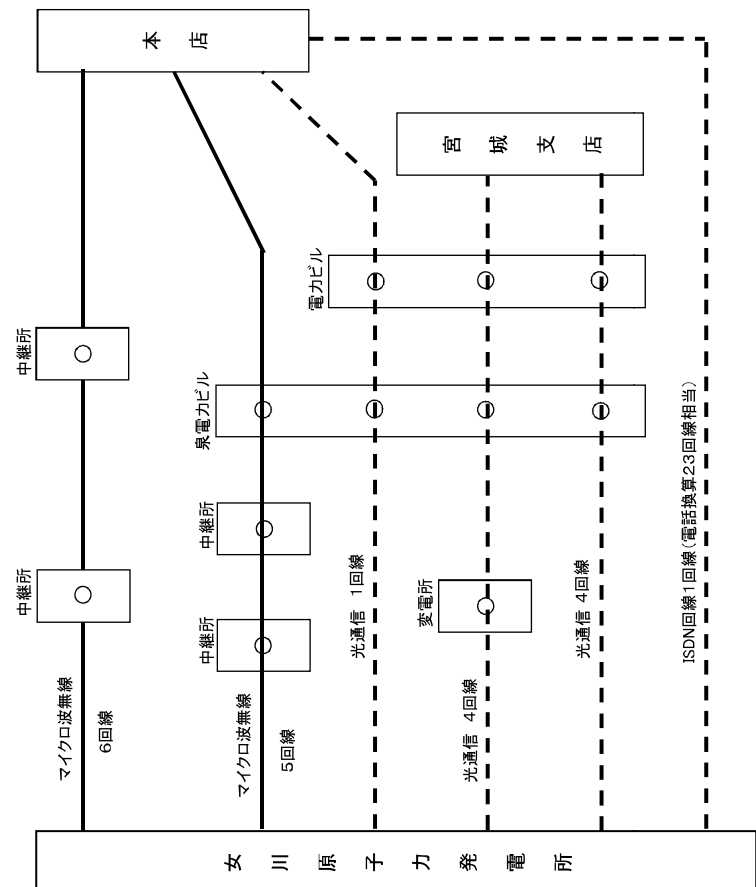 本店
宮城支店
電力ビル
中継所
泉電力ビル
中継所
中継所
中継所
変電所
マイクロ波無線
6回線
マイクロ波無線
5回線
光通信 1回線
光通信 4回線
光通信 4回線
ISDN回線1回線(電話換算23回線相当)
女川原子力発電所